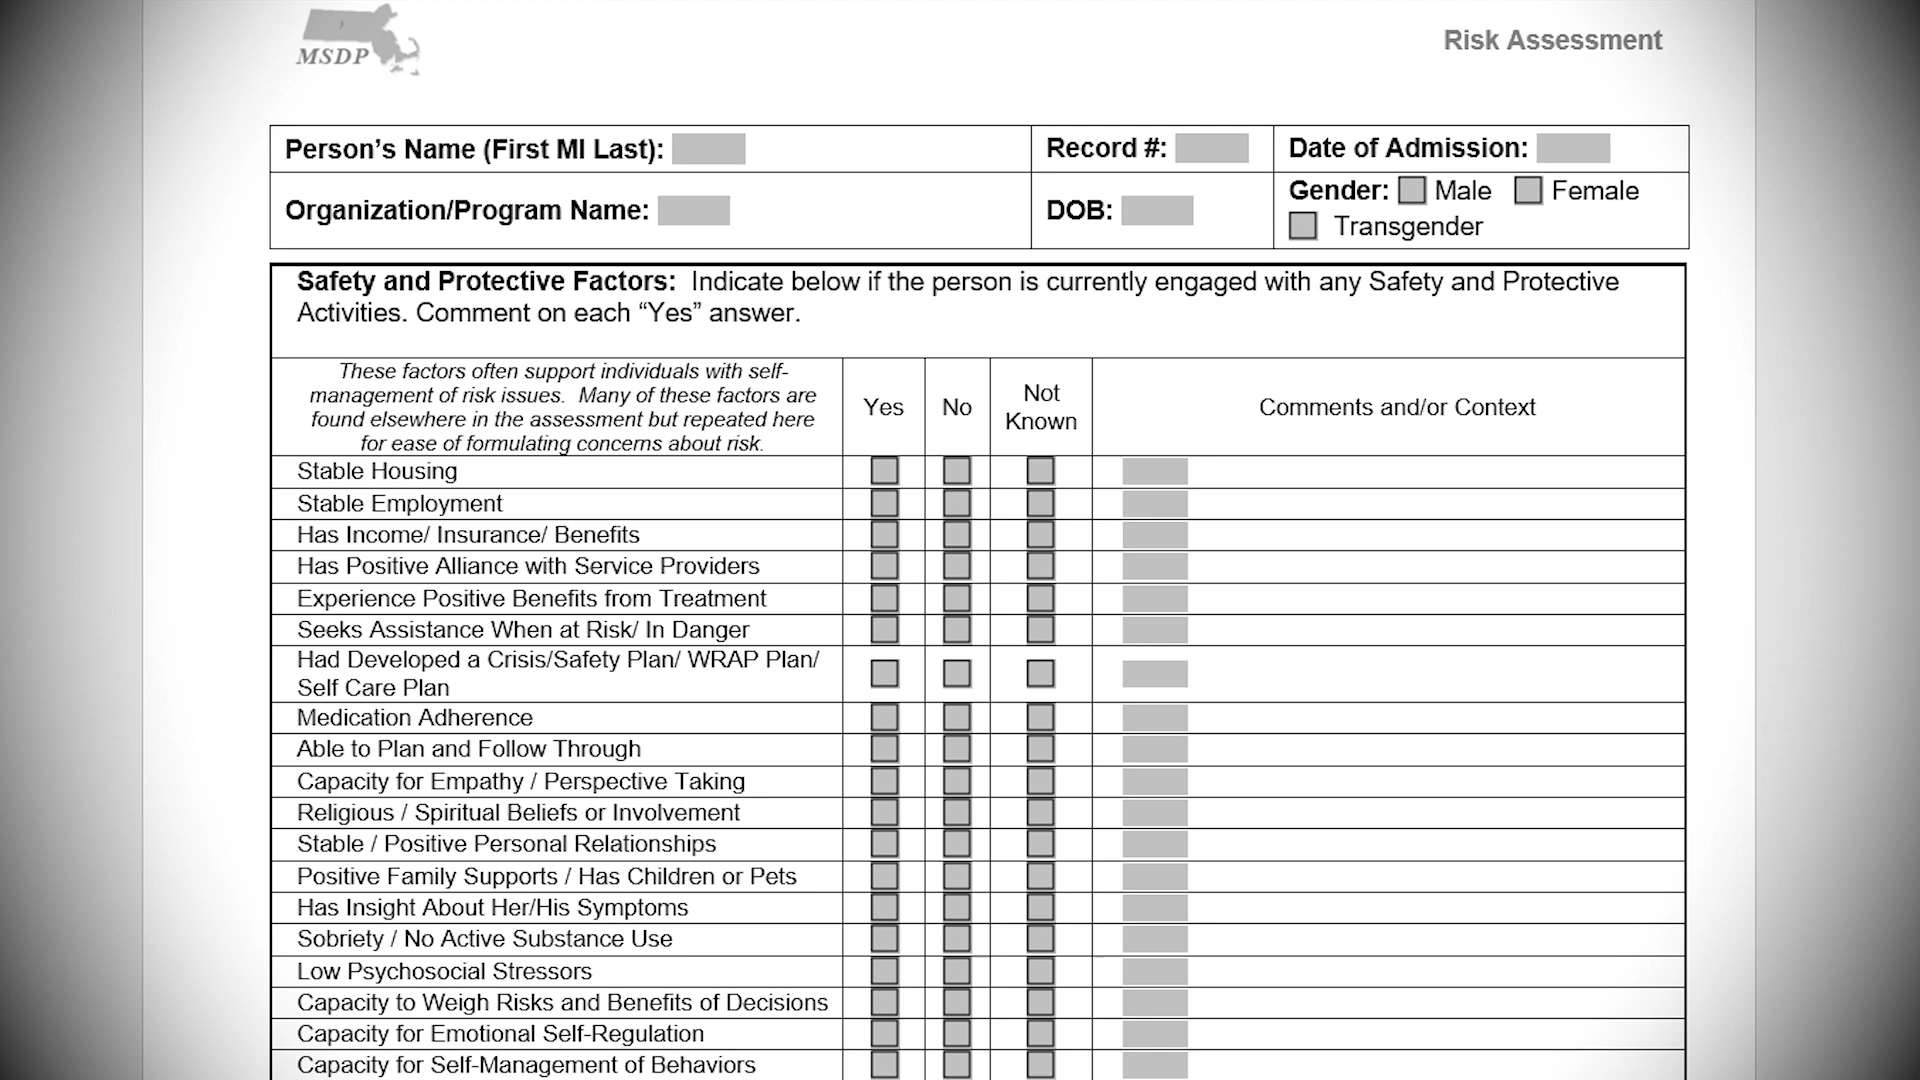 MSDP
Risk Assessment
Person's Name (First MI Last):
Record #:
Date of Admission:
Organization/Program Name:
DOB:
Gender: Male Female
Transgender
Safety and Protective Factors: Indicate below if the person is currently engaged with any Safety and Protective
Activities. Comment on each “Yes” answer.
These factors often support individuals with self-
management of risk issues. Many of these factors are
found elsewhere in the assessment but repeated here
for ease of formulating concerns about risk.
Yes
No
Not
Known
Comments and/or Context
Stable Housing
Stable Employment
Has Income/ Insurance/ Benefits
Has Positive Alliance with Service Providers
Experience Positive Benefits from Treatment
Seeks Assistance When at Risk/ In Danger
Had Developed a Crisis/Safety Plan/ WRAP Plan/
Self Care Plan
Medication Adherence
Able to Plan and Follow Through
Capacity for Empathy / Perspective Taking
Religious / Spiritual Beliefs or Involvement
Stable / Positive Personal Relationships
Positive Family Supports / Has Children or Pets
Has Insight About Her/His Symptoms
Sobriety / No Active Substance Use
Low Psychosocial Stressors
Capacity to Weigh Risks and Benefits of Decisions
Capacity for Emotional Self-Regulation
Capacity for Self-Management of Behaviors